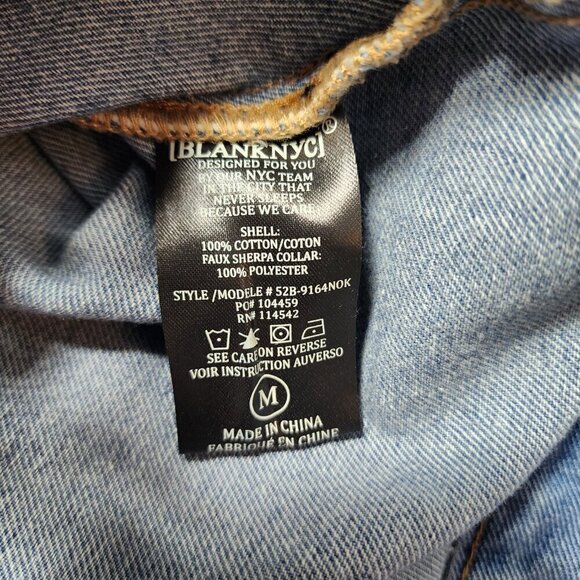 [BLANKNYC]®
DESIGNED FOR YOU
BY OUR NYC TEAM
IN THE CITY THAT
NEVER SLEEPS
BECAUSE WE CARE
SHELL:
100% COTTON/COTON
FAUX SHERPA COLLAR:
100% POLYESTER
STYLE /MODELE # 52B-9164NOK
PO# 104459
RN# 114542
SEE CARE ON REVERSE
VOIR INSTRUCTION AUVERSO
M
MADE IN CHINA
FABRIQUÉ EN CHINE